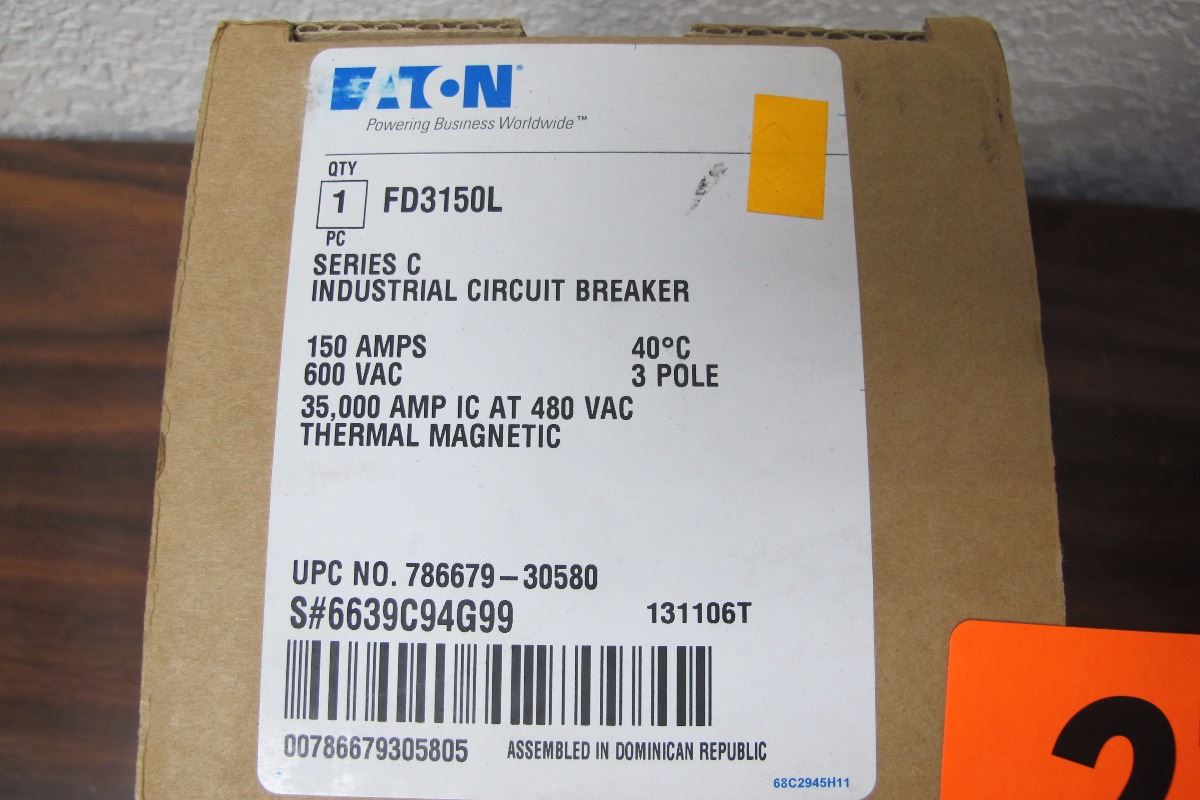 EATON®
Powering Business Worldwide™
QTY
1 FD3150L
PC
SERIES C
INDUSTRIAL CIRCUIT BREAKER
150 AMPS 40°C
600 VAC 3 POLE
35,000 AMP IC AT 480 VAC
THERMAL MAGNETIC
UPC NO. 786679-30580
S#6639C94G99 131106T
00786679305805 ASSEMBLED IN DOMINICAN REPUBLIC
68C2945H11
2